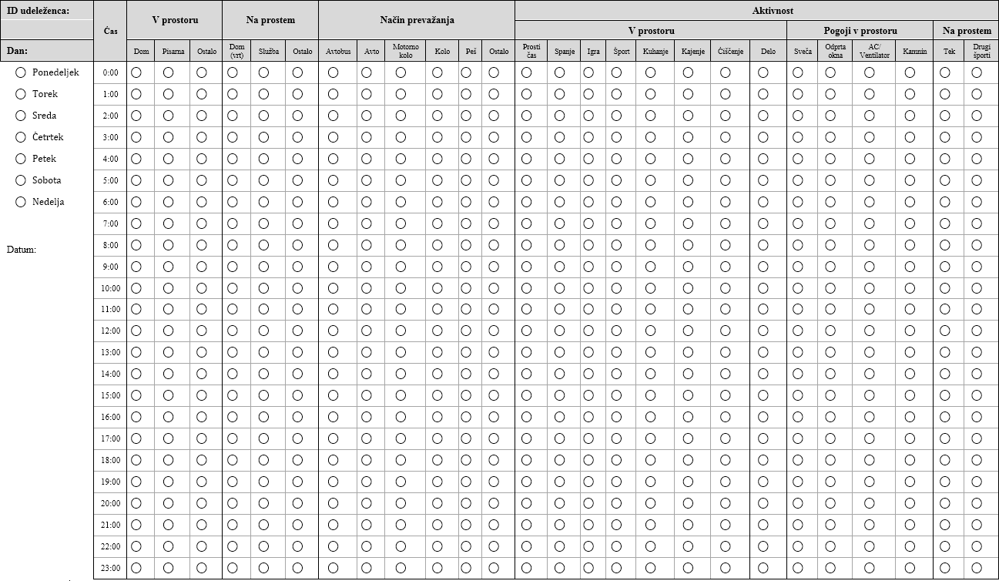 ID udeleženca:
Dan:
Čas
V prostoru
Na prostem
Način prevažanja
Aktivnost
V prostoru
Pogoji v prostoru
Na prostem
Dom
Pisarna
Ostalo
Dom (vrt)
Služba
Ostalo
Avtobus
Avto
Motorno kolo
Kolo
Peš
Ostalo
Prosti čas
Spanje
Igra
Šport
Kuhanje
Kajenje
Čiščenje
Delo
Sveča
Odprta okna
AC/ Ventilator
Kamnin
Tek
Drugi športi
Ponedeljek
Torek
Sreda
Četrtek
Petek
Sobota
Nedelja
Datum:
0:00
1:00
2:00
3:00
4:00
5:00
6:00
7:00
8:00
9:00
10:00
11:00
12:00
13:00
14:00
15:00
16:00
17:00
18:00
19:00
20:00
21:00
22:00
23:00